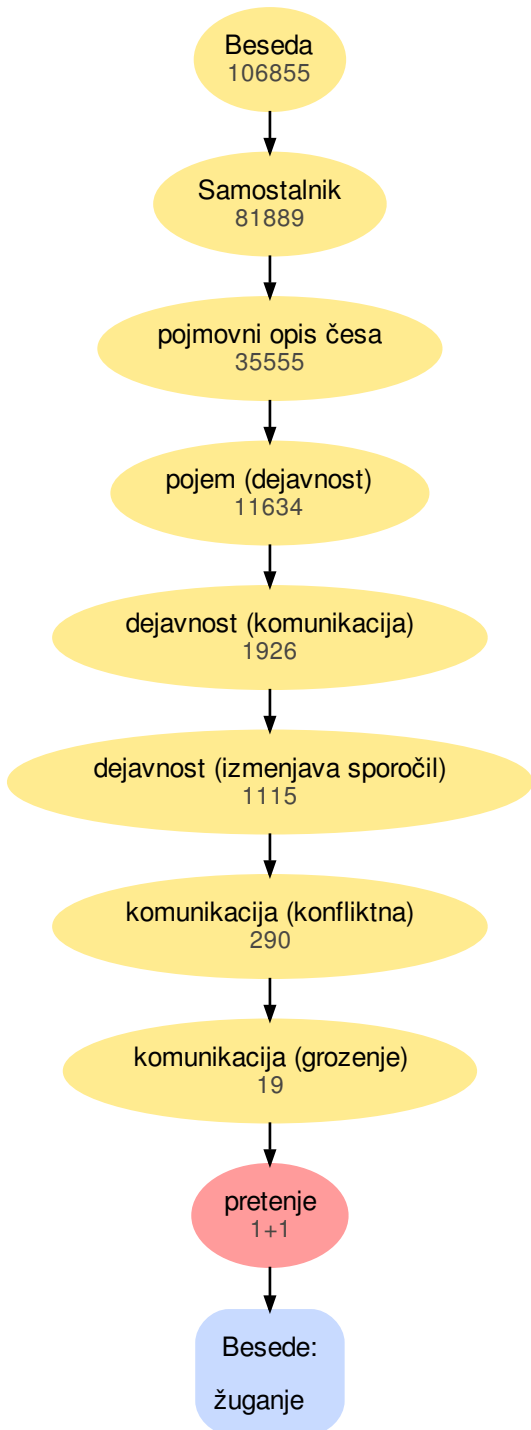 Beseda
106855
Samostalnik
81889
pojmovni opis česa
35555
pojem (dejavnost)
11634
dejavnost (komunikacija)
1926
dejavnost (izmenjava sporočil)
1115
komunikacija (konfliktna)
290
komunikacija (grozenje)
19
pretenje
1+1
Besede:
žuganje